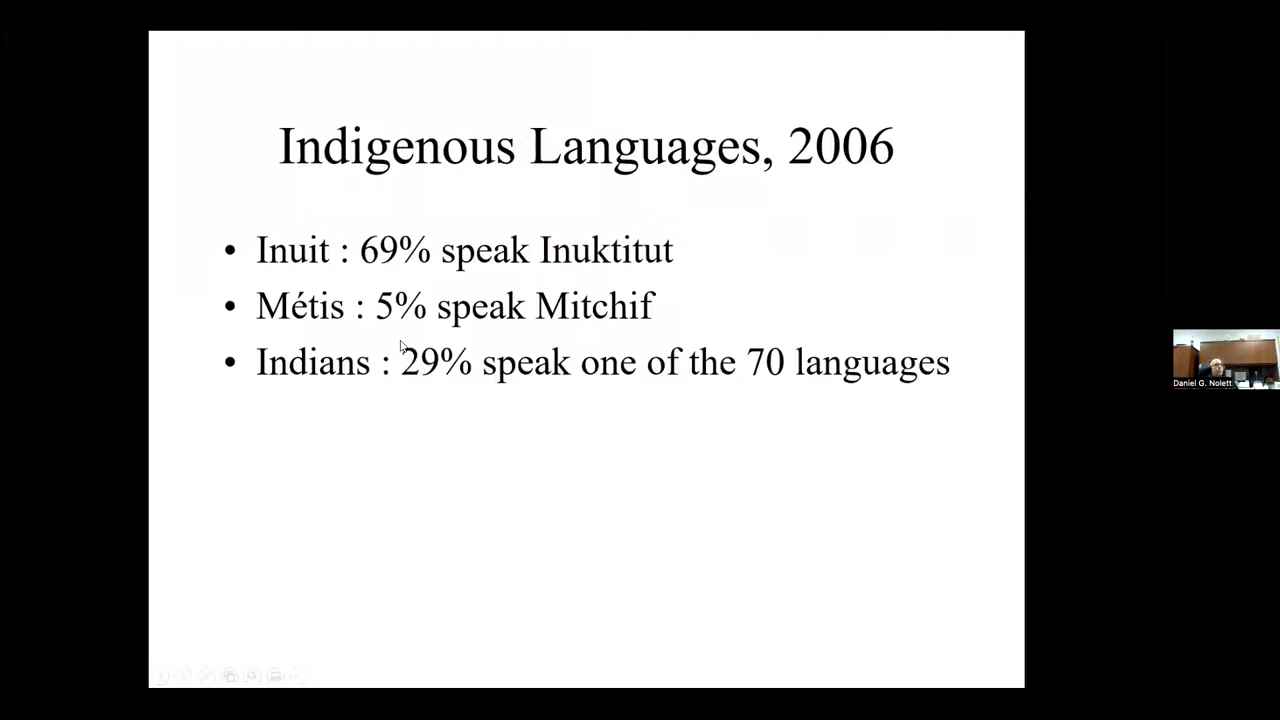 Indigenous Languages, 2006
• Inuit : 69% speak Inuktitut
• Métis : 5% speak Mitchif
• Indians : 29% speak one of the 70 languages
Daniel G. Nolett